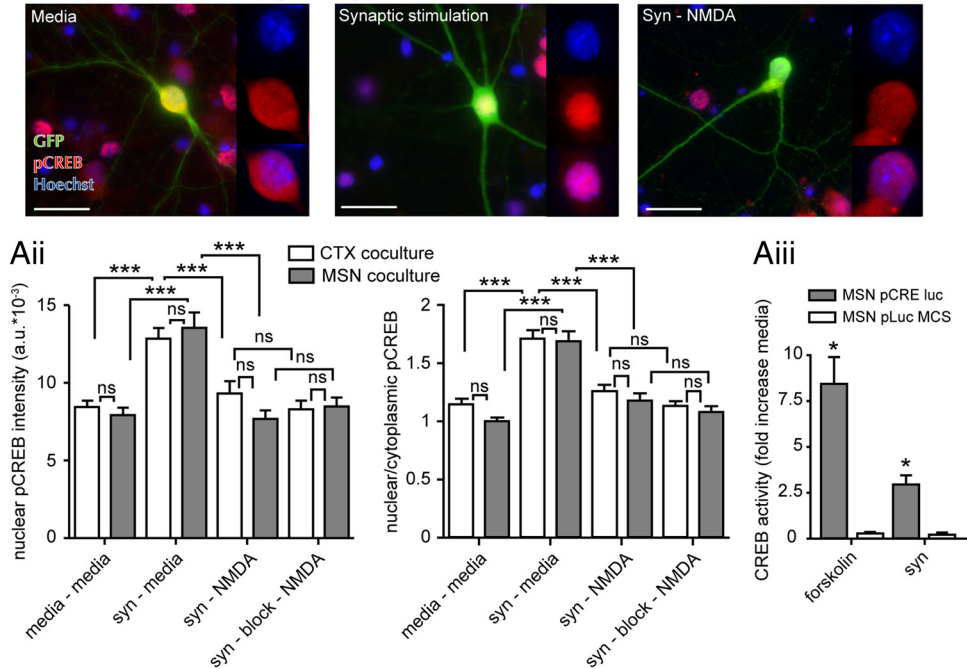 Media
Synaptic stimulation
Syn - NMDA
GFP
pCREB
Hoechst
Aii
CTX coculture
MSN coculture
***
***
***
***
ns
ns
ns
ns
ns
ns
nuclear pCREB intensity (a.u.*10-3)
15
10
5
0
media - media
syn - media
syn - NMDA
syn - block - NMDA
***
***
***
***
ns
ns
ns
ns
ns
ns
nuclear/cytoplasmic pCREB
2
1.75
1.5
1.25
1
0
media - media
syn - media
syn - NMDA
syn - block - NMDA
Aiii
MSN pCRE luc
MSN pLuc MCS
*
*
CREB activity (fold increase media)
10
7.5
5
2.5
0
forskolin
syn